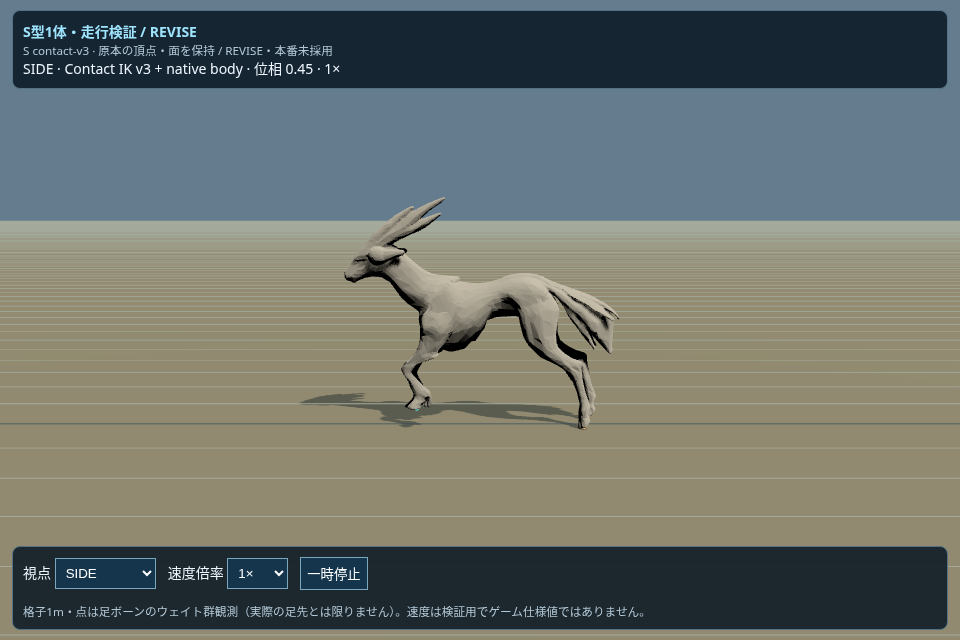 S型1体・走行検証 / REVISE
S contact-v3 · 原本の頂点・面を保持 / REVISE・本番未採用
SIDE · Contact IK v3 + native body · 位相 0.45 · 1×
視点 SIDE 速度倍率 1× 一時停止
格子1m・点は足ボーンのウェイト群観測（実際の足先とは限りません）。速度は検証用でゲーム仕様値ではありません。